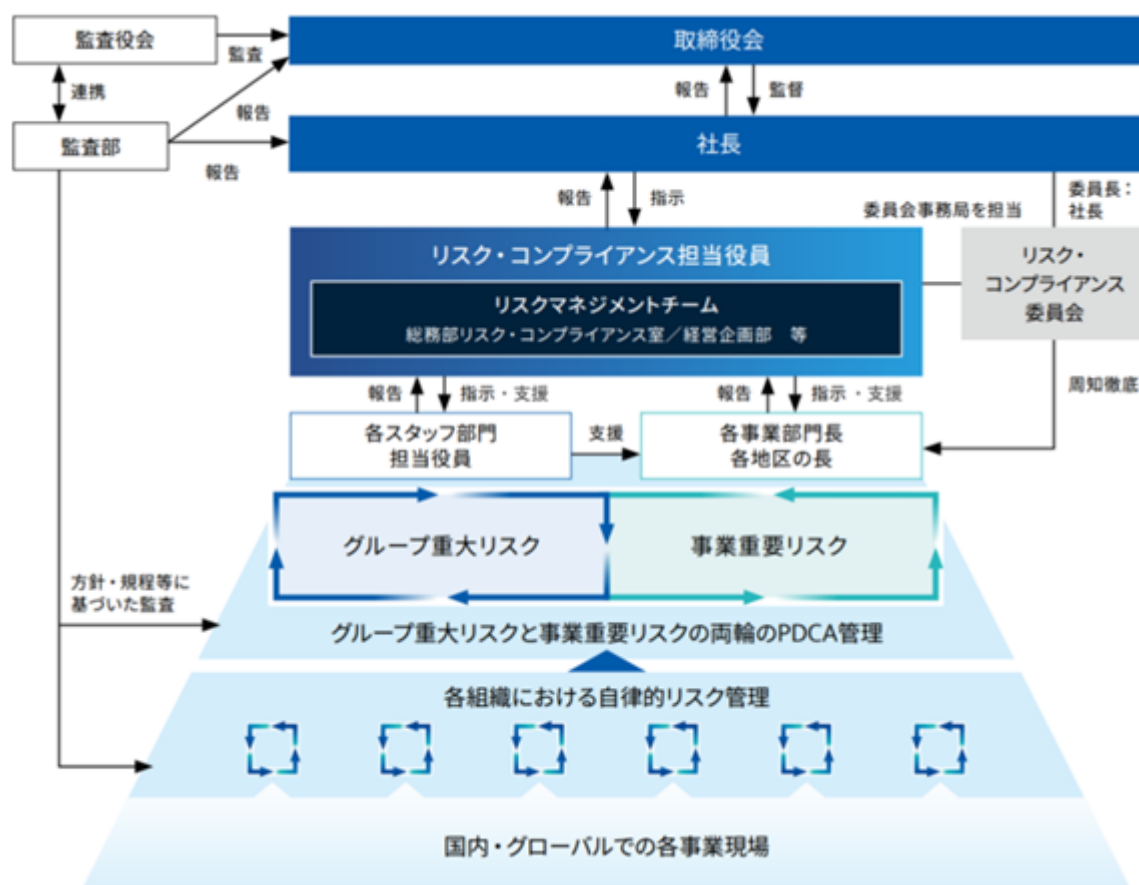 監査役会
監査
取締役会
連携
報告
監督
報告
監査部
社長
報告
報告
指示
委員会事務局を担当
委員長：
社長
リスク・コンプライアンス担当役員
リスクマネジメントチーム
総務部リスク・コンプライアンス室／経営企画部　等
リスク・
コンプライアンス
委員会
報告
指示・支援
報告
指示・支援
周知徹底
各スタッフ部門
担当役員
支援
各事業部門長
各地区の長
グループ重大リスク
事業重要リスク
方針・規程等に
基づいた監査
グループ重大リスクと事業重要リスクの両輪のPDCA管理
各組織における自律的リスク管理
国内・グローバルでの各事業現場